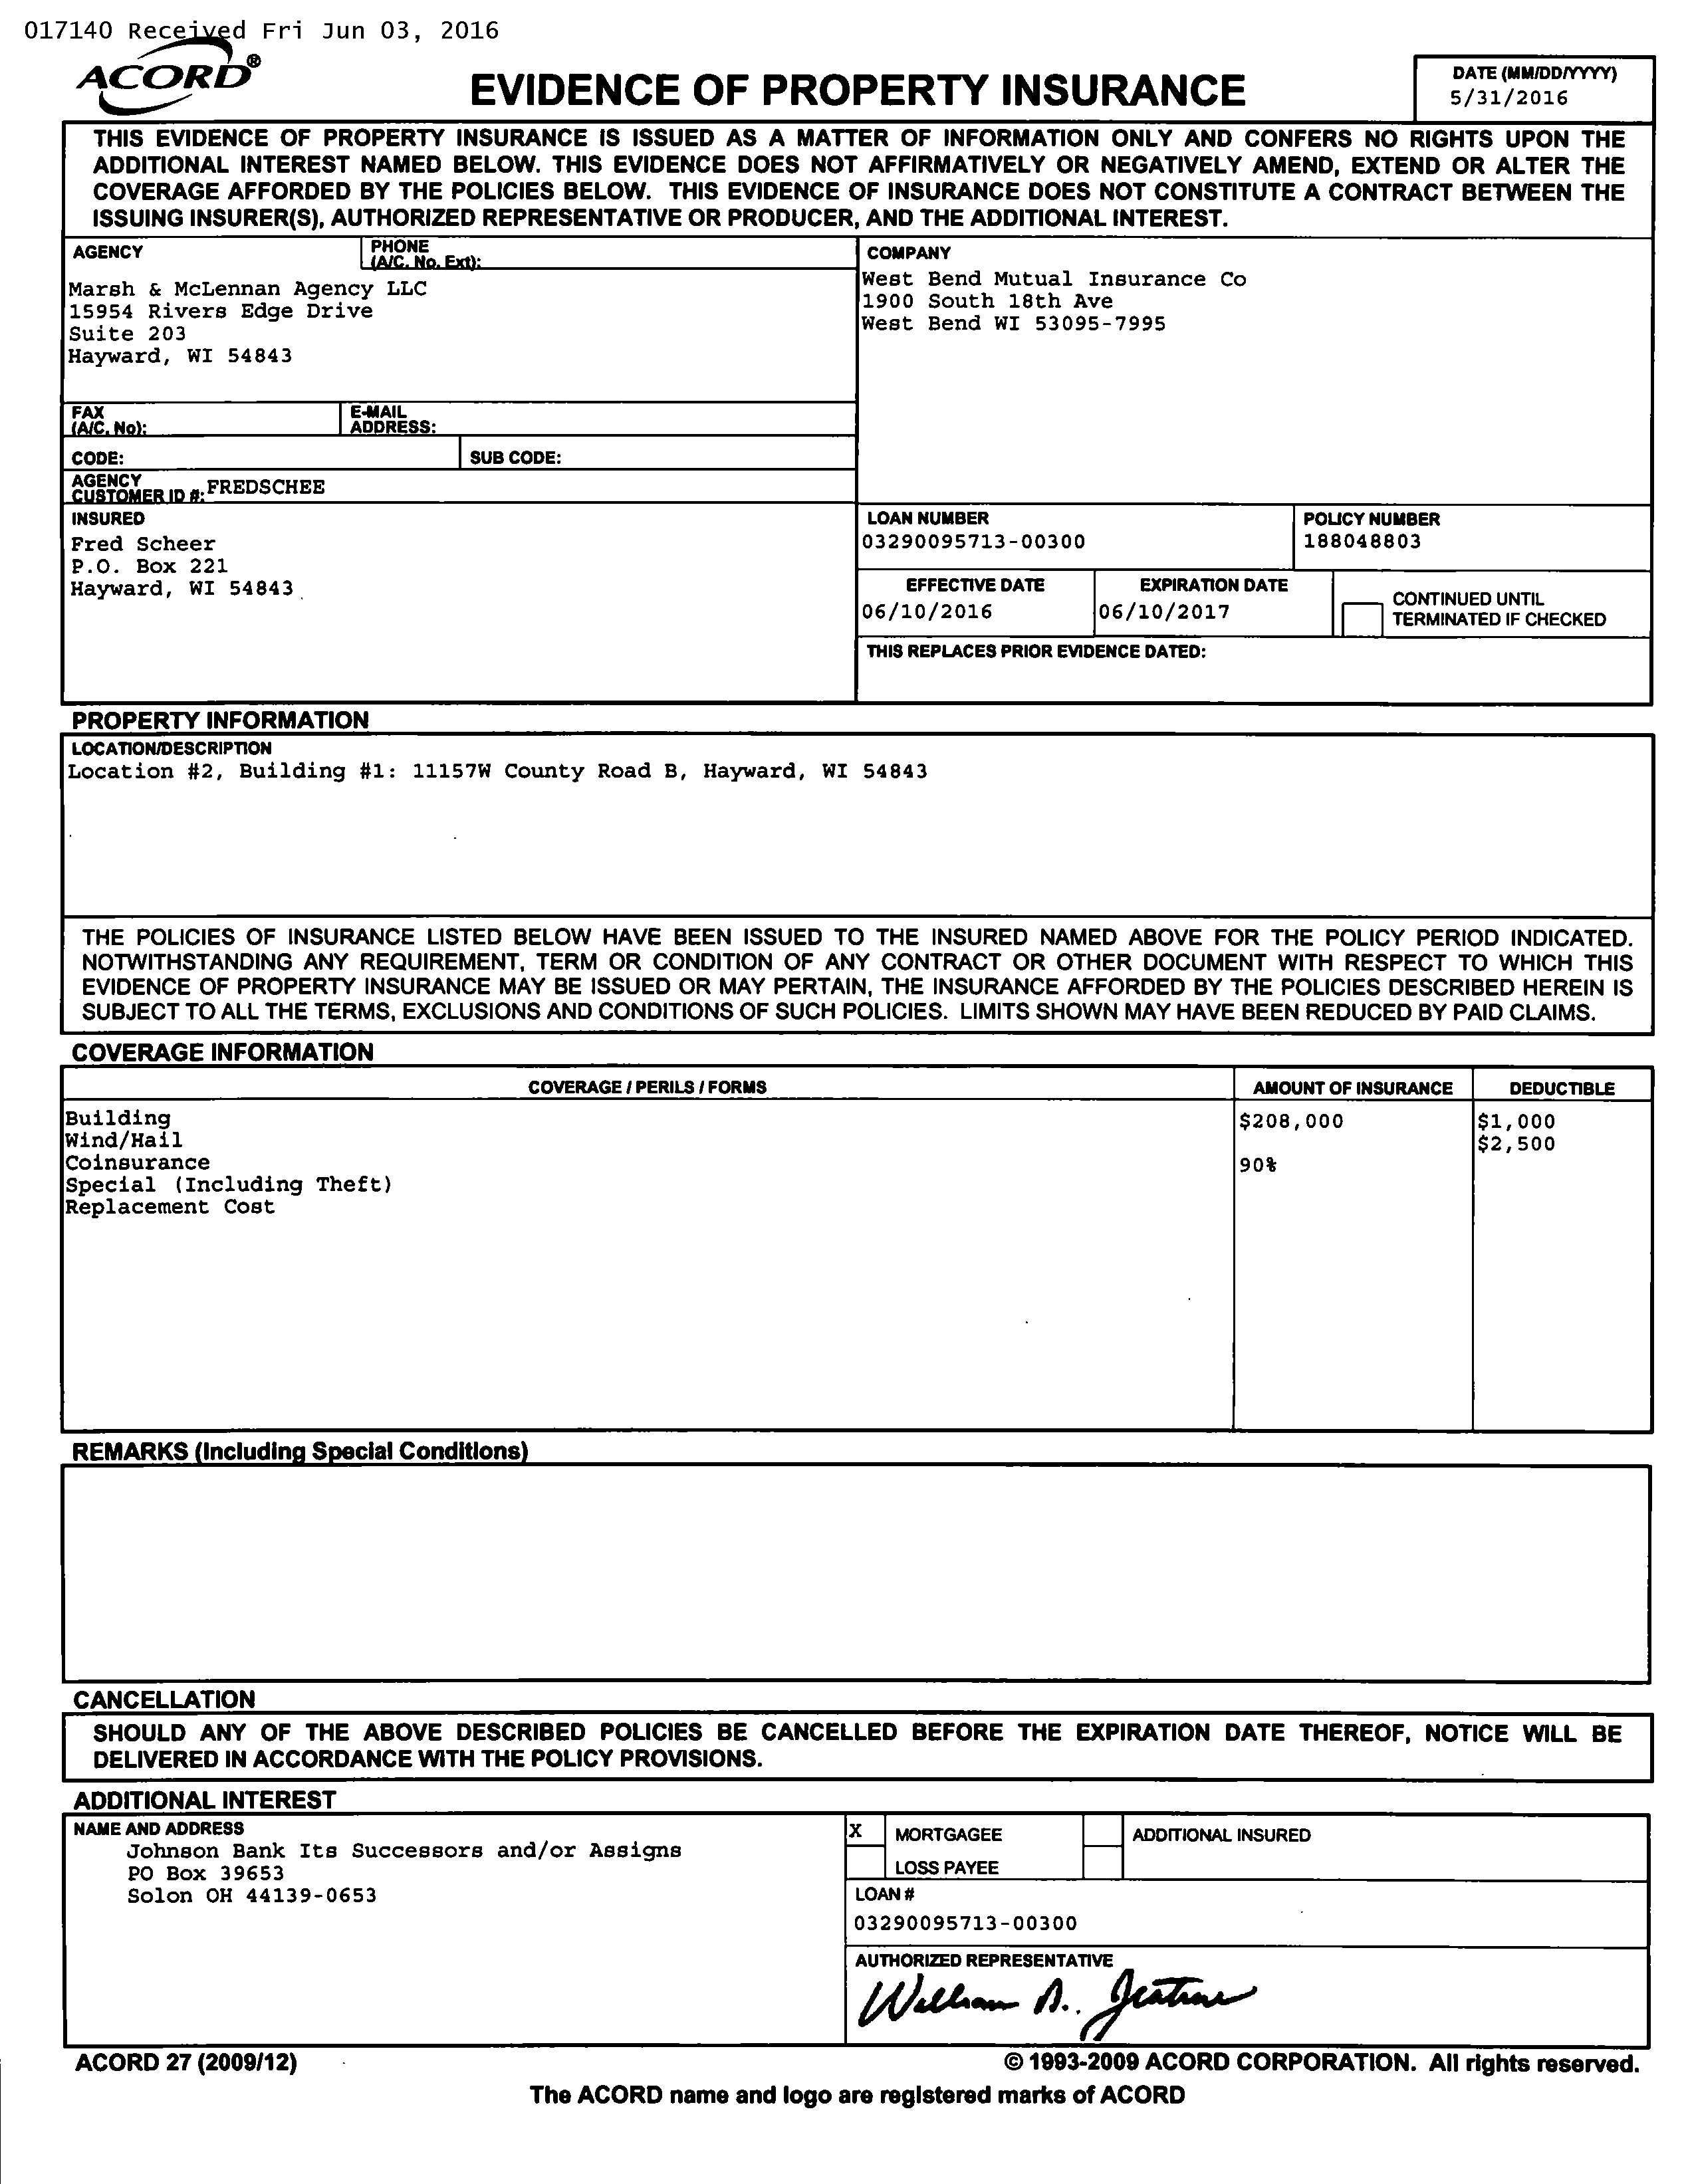 017140 Received Fri Jun 03, 2016
ACORD®
EVIDENCE OF PROPERTY INSURANCE
DATE (MM/DD/YYYY)
5/31/2016
THIS EVIDENCE OF PROPERTY INSURANCE IS ISSUED AS A MATTER OF INFORMATION ONLY AND CONFERS NO RIGHTS UPON THE
ADDITIONAL INTEREST NAMED BELOW. THIS EVIDENCE DOES NOT AFFIRMATIVELY OR NEGATIVELY AMEND, EXTEND OR ALTER THE
COVERAGE AFFORDED BY THE POLICIES BELOW. THIS EVIDENCE OF INSURANCE DOES NOT CONSTITUTE A CONTRACT BETWEEN THE
ISSUING INSURER(S), AUTHORIZED REPRESENTATIVE OR PRODUCER, AND THE ADDITIONAL INTEREST.
AGENCY
PHONE
(A/C, No, Ext):
Marsh & McLennan Agency LLC
15954 Rivers Edge Drive
Suite 203
Hayward, WI 54843
COMPANY
West Bend Mutual Insurance Co
1900 South 18th Ave
West Bend WI 53095-7995
FAX
(A/C, No):
E-MAIL
ADDRESS:
CODE:
SUB CODE:
AGENCY
CUSTOMER ID #: FREDSCHEE
INSURED
Fred Scheer
P.O. Box 221
Hayward, WI 54843
LOAN NUMBER
03290095713-00300
POLICY NUMBER
188048803
EFFECTIVE DATE
06/10/2016
EXPIRATION DATE
06/10/2017
CONTINUED UNTIL
TERMINATED IF CHECKED
THIS REPLACES PRIOR EVIDENCE DATED:
PROPERTY INFORMATION
LOCATION/DESCRIPTION
Location #2, Building #1: 11157W County Road B, Hayward, WI 54843
THE POLICIES OF INSURANCE LISTED BELOW HAVE BEEN ISSUED TO THE INSURED NAMED ABOVE FOR THE POLICY PERIOD INDICATED.
NOTWITHSTANDING ANY REQUIREMENT, TERM OR CONDITION OF ANY CONTRACT OR OTHER DOCUMENT WITH RESPECT TO WHICH THIS
EVIDENCE OF PROPERTY INSURANCE MAY BE ISSUED OR MAY PERTAIN, THE INSURANCE AFFORDED BY THE POLICIES DESCRIBED HEREIN IS
SUBJECT TO ALL THE TERMS, EXCLUSIONS AND CONDITIONS OF SUCH POLICIES. LIMITS SHOWN MAY HAVE BEEN REDUCED BY PAID CLAIMS.
COVERAGE INFORMATION
COVERAGE / PERILS / FORMS AMOUNT OF INSURANCE DEDUCTIBLE
Building $208,000 $1,000
Wind/Hail $2,500
Coinsurance 90%
Special (Including Theft)
Replacement Cost
REMARKS (Including Special Conditions)
CANCELLATION
SHOULD ANY OF THE ABOVE DESCRIBED POLICIES BE CANCELLED BEFORE THE EXPIRATION DATE THEREOF, NOTICE WILL BE
DELIVERED IN ACCORDANCE WITH THE POLICY PROVISIONS.
ADDITIONAL INTEREST
NAME AND ADDRESS
Johnson Bank Its Successors and/or Assigns
PO Box 39653
Solon OH 44139-0653
X MORTGAGEE
ADDITIONAL INSURED
LOSS PAYEE
LOAN #
03290095713-00300
AUTHORIZED REPRESENTATIVE
William
ACORD 27 (2009/12)
© 1993-2009 ACORD CORPORATION. All rights reserved.
The ACORD name and logo are registered marks of ACORD